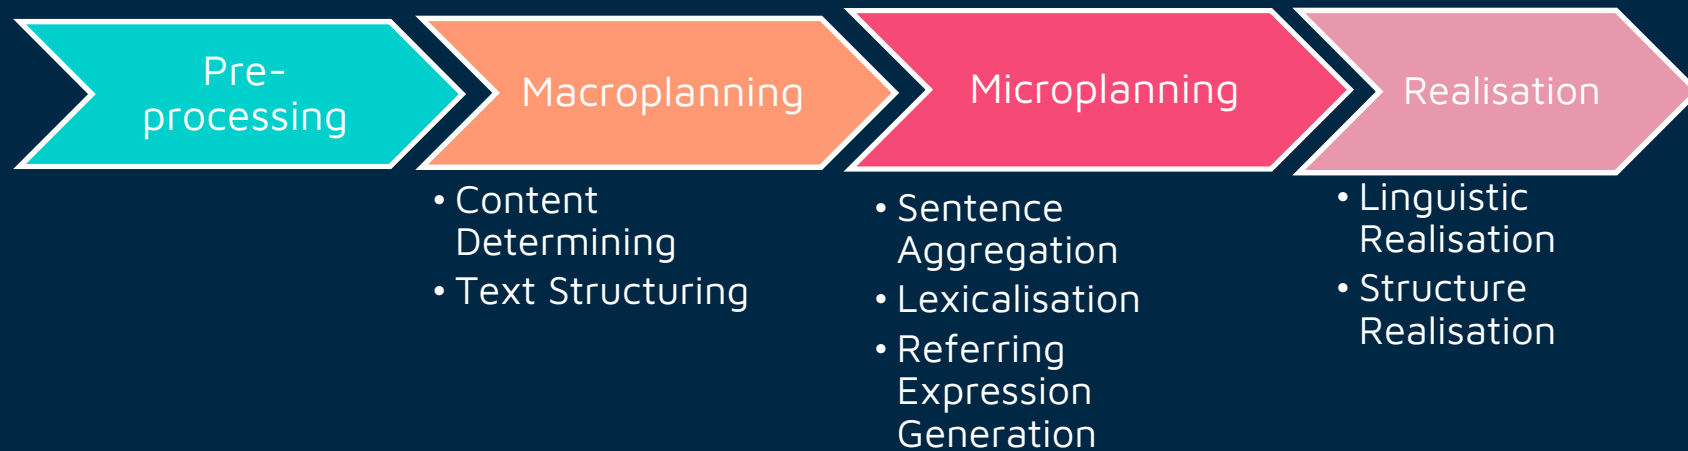 Pre-
processing
Macroplanning
Microplanning
Realisation
• Content
Determining
• Text Structuring
• Sentence
Aggregation
• Lexicalisation
• Referring
Expression
Generation
• Linguistic
Realisation
• Structure
Realisation